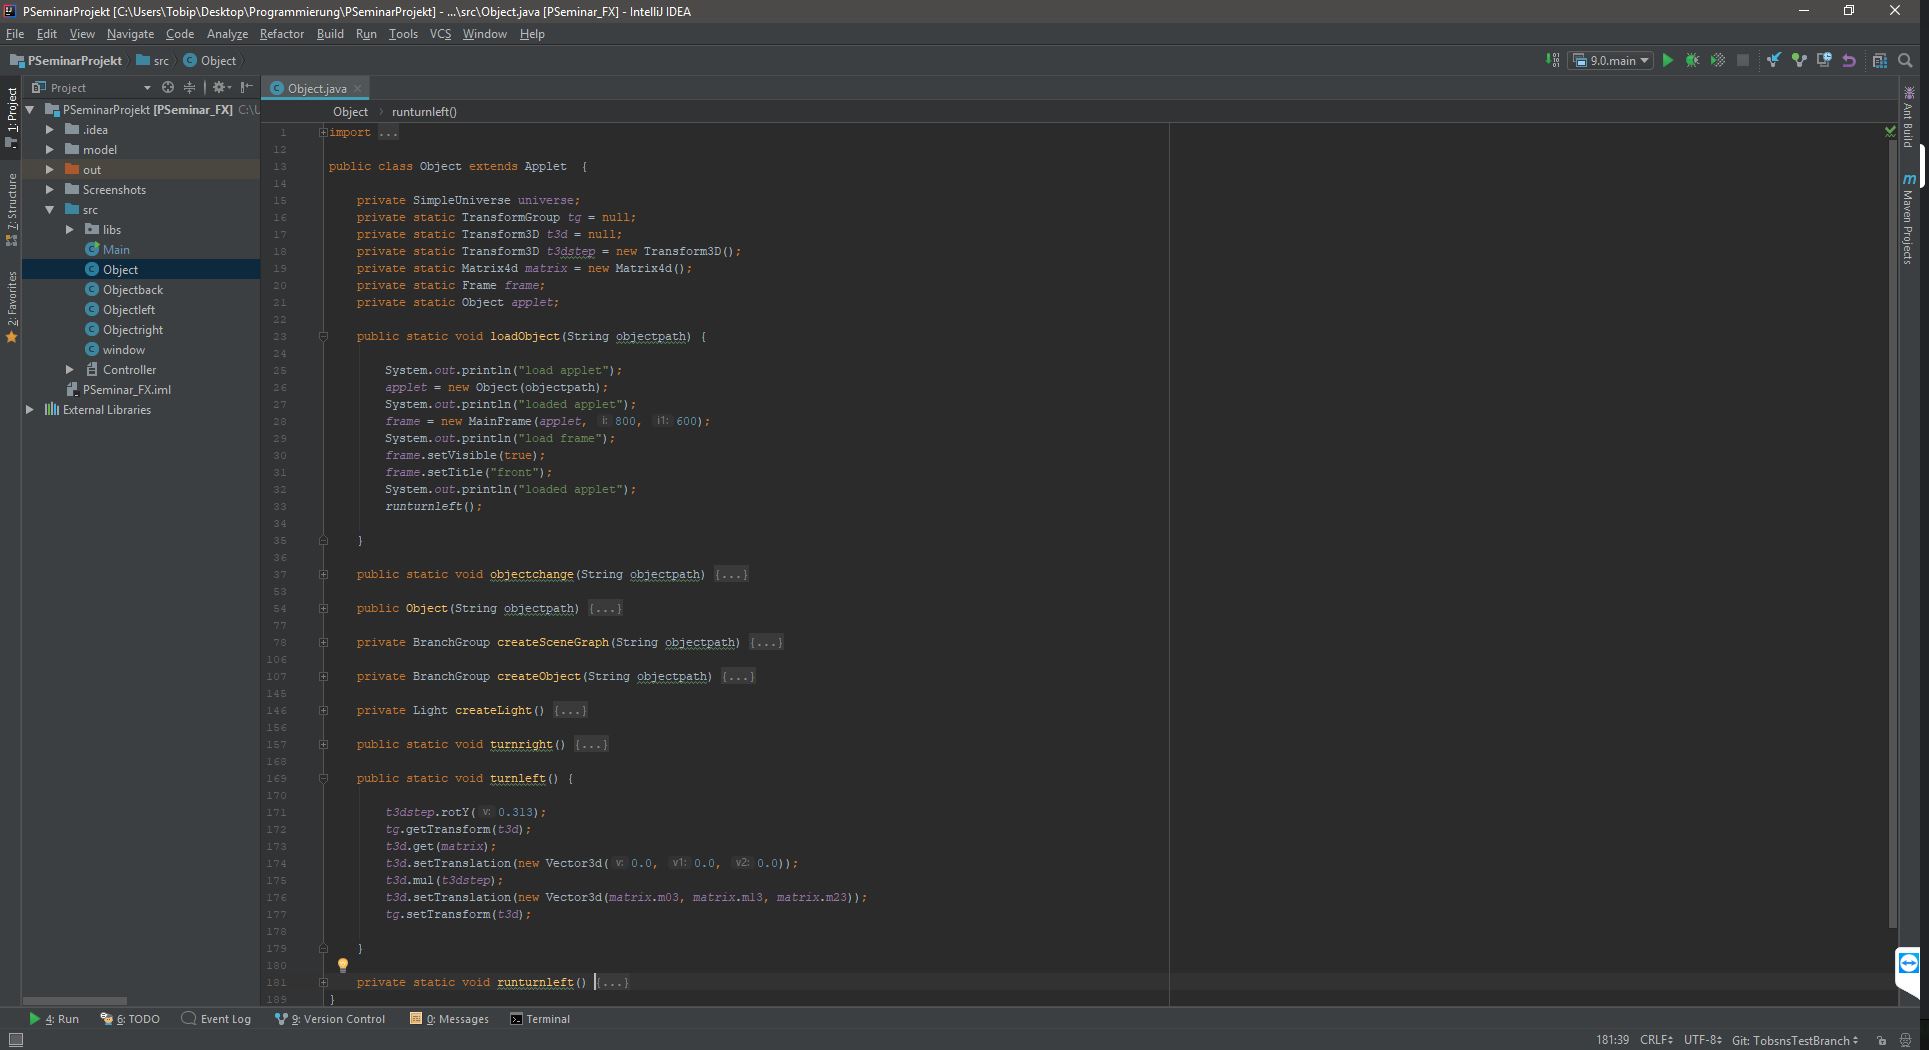 PSeminarProjekt [C:\Users\Tobip\Desktop\Programmierung\PSeminarProjekt] - ...\src\Object.java [PSeminar_FX] - IntelliJ IDEA
File Edit View Navigate Code Analyze Refactor Build Run Tools VCS Window Help
PSeminarProjekt src Object
9.0.main
Project
Object.java
1: Project
7: Structure
2: Favorites
PSeminarProjekt [PSeminar_FX] C:\U
.idea
model
out
Screenshots
src
libs
Main
Object
Objectback
Objectleft
Objectright
window
Controller
PSeminar_FX.iml
External Libraries
Object runturnleft()
1 import ...
12
13 public class Object extends Applet {
14
15 private SimpleUniverse universe;
16 private static TransformGroup tg = null;
17 private static Transform3D t3d = null;
18 private static Transform3D t3dstep = new Transform3D();
19 private static Matrix4d matrix = new Matrix4d();
20 private static Frame frame;
21 private static Object applet;
22
23 public static void loadObject(String objectpath) {
24
25 System.out.println("load applet");
26 applet = new Object(objectpath);
27 System.out.println("loaded applet");
28 frame = new MainFrame(applet, i: 800, i1: 600);
29 System.out.println("load frame");
30 frame.setVisible(true);
31 frame.setTitle("front");
32 System.out.println("loaded applet");
33 runturnleft();
34
35 }
36
37 public static void objectchange(String objectpath) {...}
53
54 public Object(String objectpath) {...}
77
78 private BranchGroup createSceneGraph(String objectpath) {...}
106
107 private BranchGroup createObject(String objectpath) {...}
145
146 private Light createLight() {...}
156
157 public static void turnright() {...}
168
169 public static void turnleft() {
170
171 t3dstep.rotY( v: 0.313);
172 tg.getTransform(t3d);
173 t3d.get(matrix);
174 t3d.setTranslation(new Vector3d( v: 0.0, v1: 0.0, v2: 0.0));
175 t3d.mul(t3dstep);
176 t3d.setTranslation(new Vector3d(matrix.m03, matrix.m13, matrix.m23));
177 tg.setTransform(t3d);
178
179 }
180
181 private static void runturnleft() {...}
189 }
Ant Build
m Maven Projects
4: Run 6: TODO Event Log 9: Version Control 0: Messages Terminal
181:39 CRLF UTF-8 Git: TobsnsTestBranch